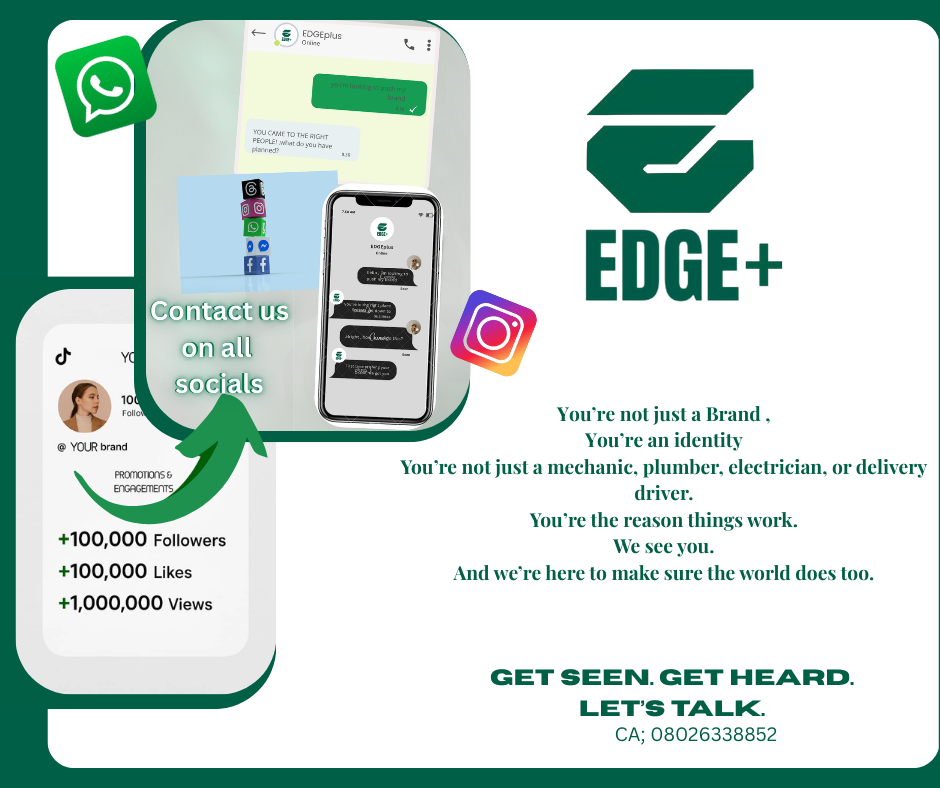 EDGEplus
Online
EDGE+
YOU CAME TO THE RIGHT
PEOPLE! ,what do you have
planned?
Contact us
on all
socials
EDGE+
EDGEplus
Online
@ YOUR brand
PROMOTIONS &
ENGAGEMENTS
+100,000 Followers
+100,000 Likes
+1,000,000 Views
EDGE+
You're not just a Brand ,
You're an identity
You're not just a mechanic, plumber, electrician, or delivery
driver.
You're the reason things work.
We see you.
And we're here to make sure the world does too.
GET SEEN. GET HEARD.
LET'S TALK.
CA; 08026338852